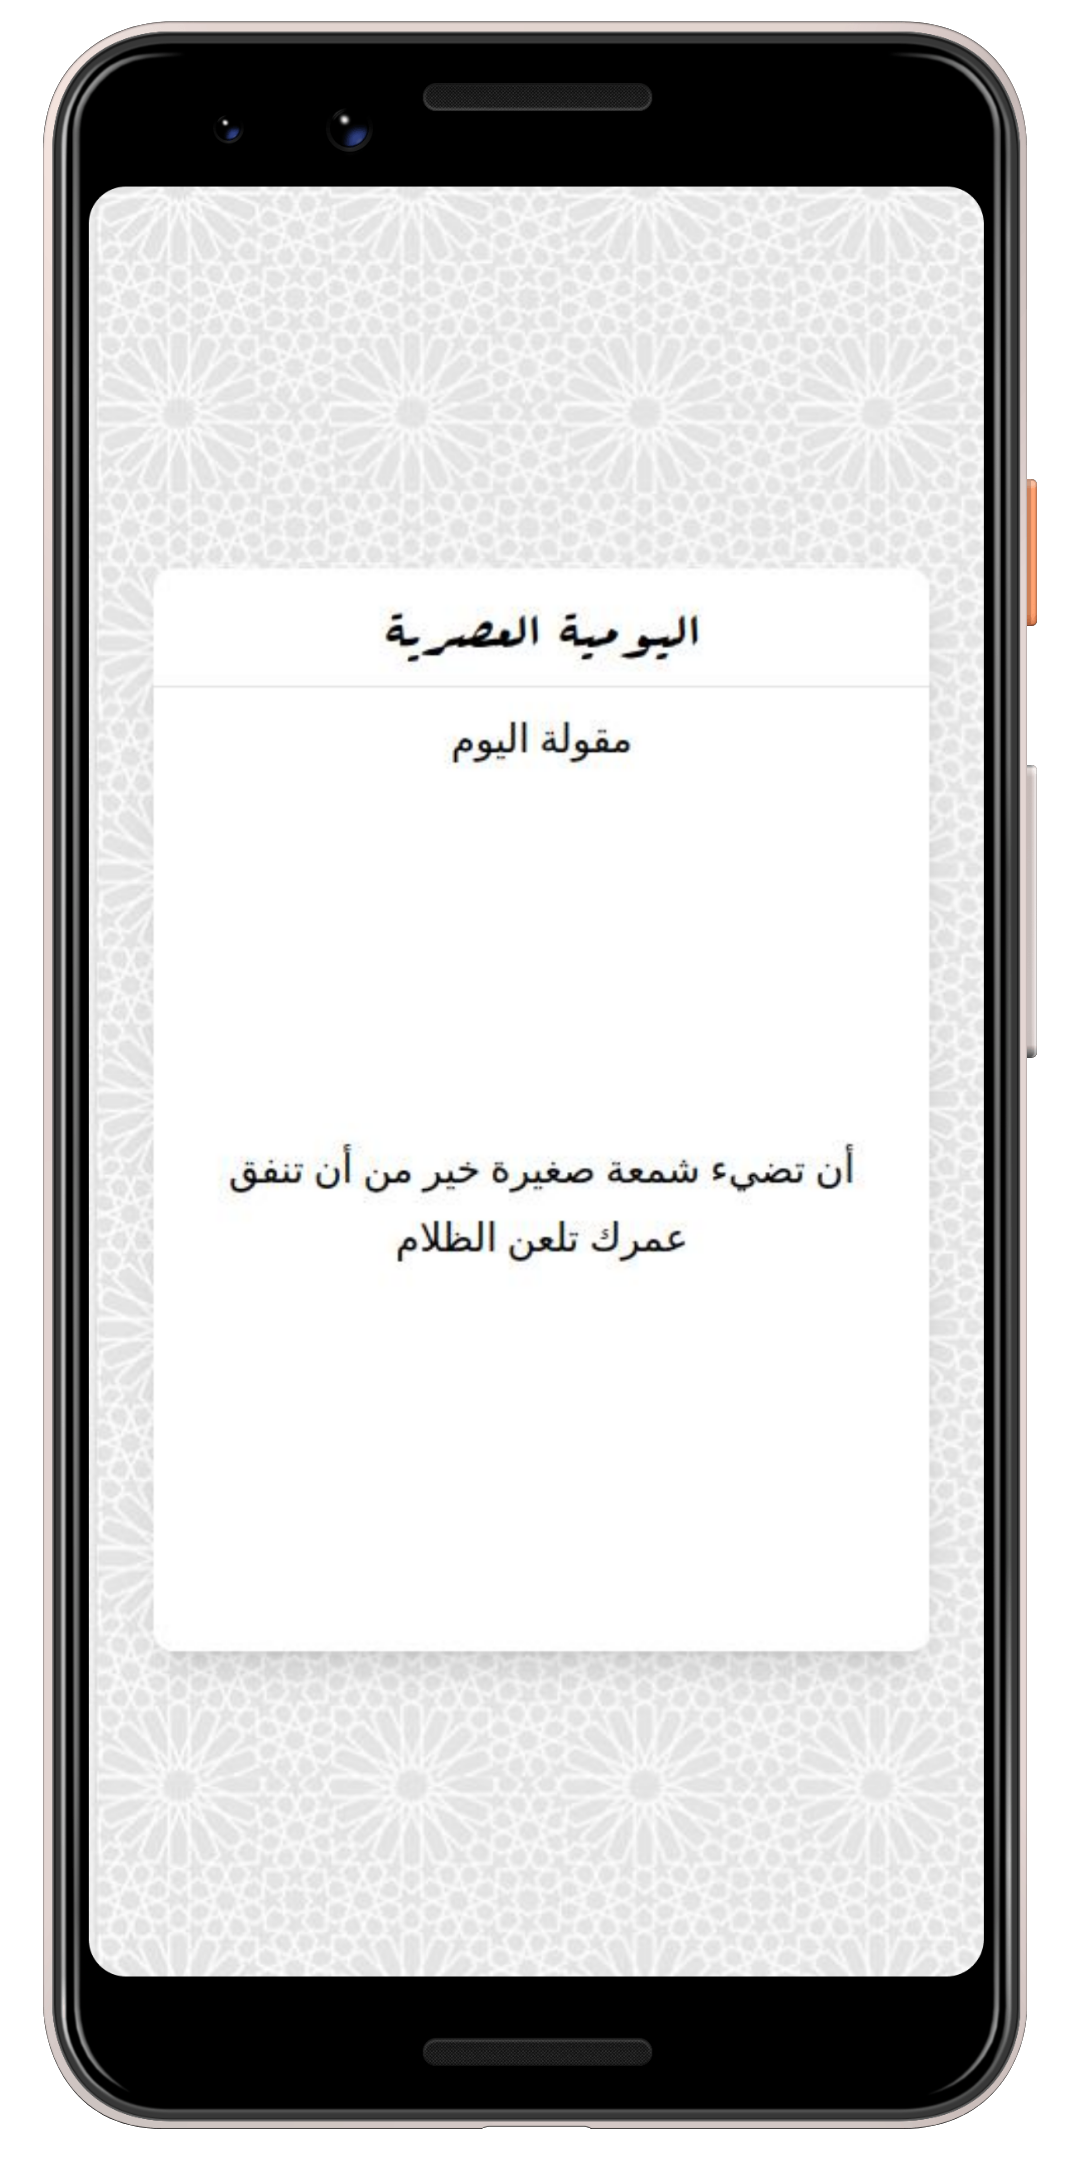 اليومية العصرية
مقولة اليوم
أن تضيء شمعة صغيرة خير من أن تنفق
عمرك تلعن الظلام